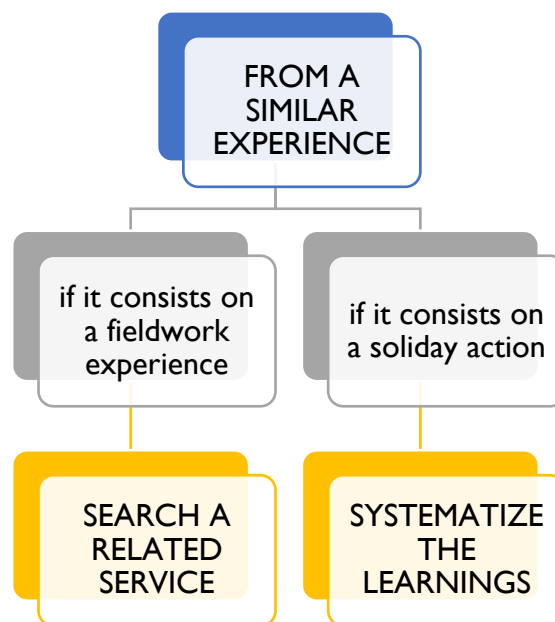 FROM A
SIMILAR
EXPERIENCE
if it consists on
a fieldwork
experience
if it consists on
a soliday action
SEARCH A
RELATED
SERVICE
SYSTEMATIZE
THE
LEARNINGS